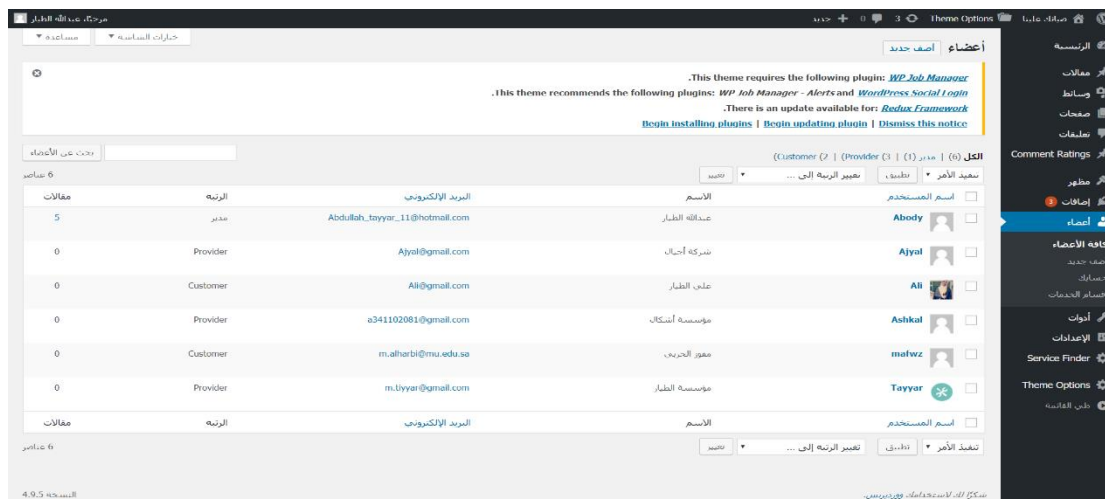 صيانك علينا Theme Options 3 0 جديد مرحبًا، عبدالله الطيار
خيارات الشاشة مساعدة
أعضاء أضف جديد
This theme requires the following plugin: WP Job Manager.
This theme recommends the following plugins: WP Job Manager - Alerts and WordPress Social Login.
There is an update available for: Redux Framework.
Begin installing plugins | Begin updating plugin | Dismiss this notice
الكل (6) | مدير (1) | Provider (3) | Customer (2)
بحث عن الأعضاء
تنفيذ الأمر تطبيق تغيير الرتبة إلى ... تغيير 6 عناصر
اسم المستخدم الاسم البريد الإلكتروني الرتبة مقالات
Abody عبدالله الطيار Abdullah_tayyar_11@hotmail.com مدير 5
Ajyal شركة أجيال Ajyal@gmail.com Provider 0
Ali علي الطيار Ali@gmail.com Customer 0
Ashkal مؤسسة أشكال a341102081@gmail.com Provider 0
mafwz مفوز الحربي m.alharbi@mu.edu.sa Customer 0
Tayyar مؤسسة الطيار m.tiyyar@gmail.com Provider 0
اسم المستخدم الاسم البريد الإلكتروني الرتبة مقالات
تنفيذ الأمر تطبيق تغيير الرتبة إلى ... تغيير 6 عناصر
شكرًا لك لاستخدامك ووردبريس. النسخة 4.9.5
الرئيسية
مقالات
وسائط
صفحات
تعليقات
Comment Ratings
مظهر
إضافات 3
أعضاء
كافة الأعضاء
أضف جديد
حسابك
أقسام الخدمات
أدوات
الإعدادات
Service Finder
Theme Options
طي القائمة